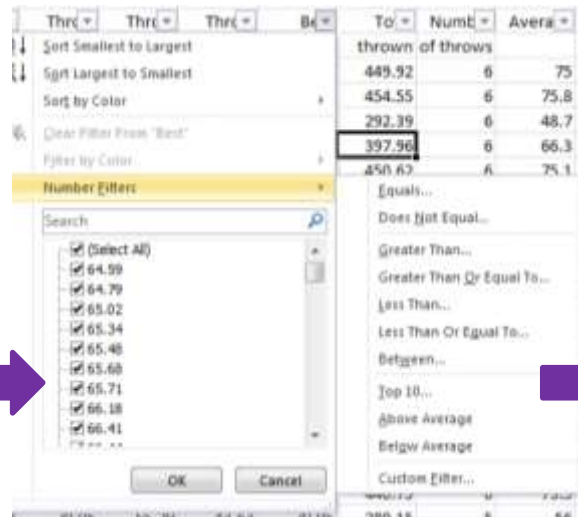 Thr Thr Thr Be To Numb Avera
thrown of throws
Sort Smallest to Largest
Sort Largest to Smallest
Sort by Color
Clear Filter From "Best"
Filter by Color
Number Filters
Search
(Select All)
64.59
64.79
65.02
65.34
65.48
65.68
65.71
66.18
66.41
OK Cancel
449.92 6 75
454.55 6 75.8
292.39 6 48.7
397.96 6 66.3
450.62 6 75.1
Equals...
Does Not Equal...
Greater Than...
Greater Than Or Equal To...
Less Than...
Less Than Or Equal To...
Between...
Top 10...
Above Average
Below Average
Custom Filter...